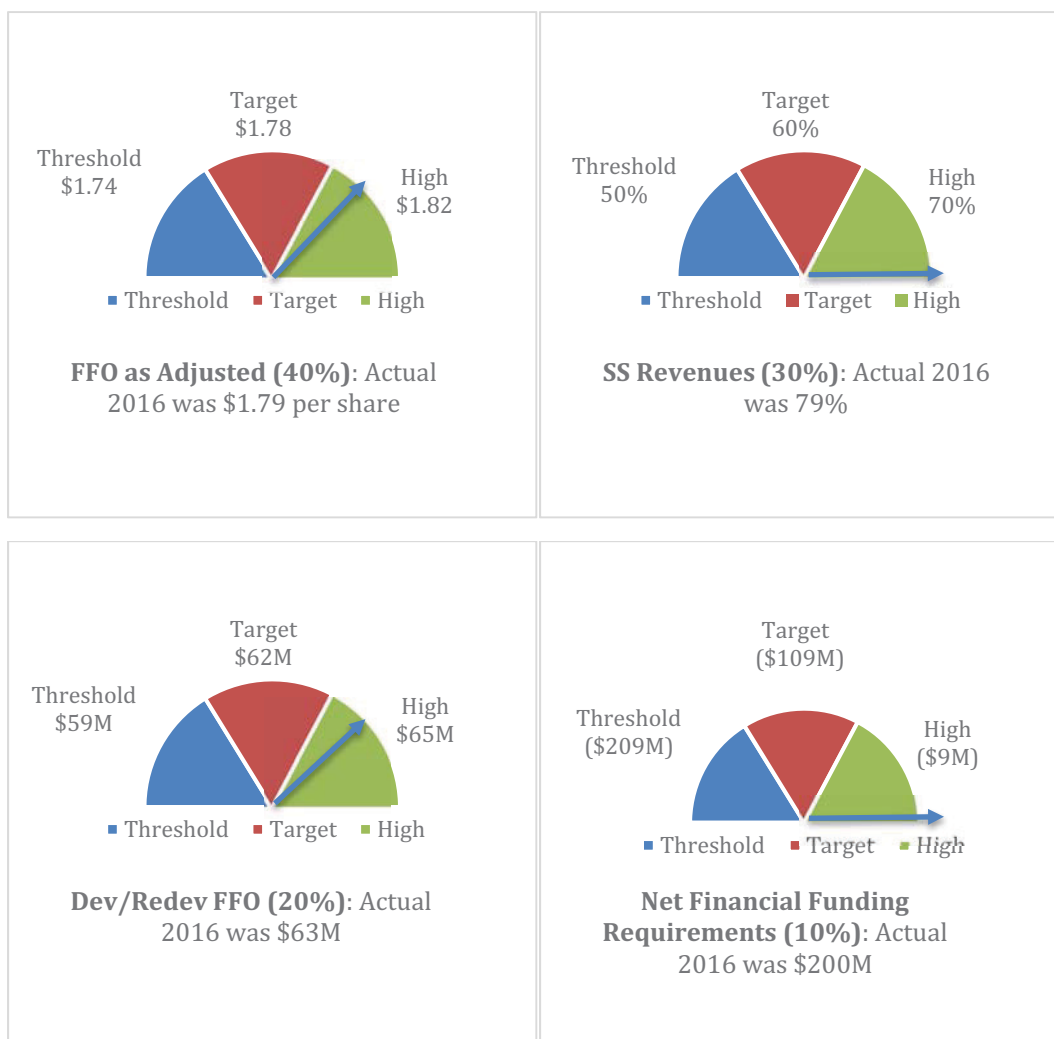 Target
$1.78
Threshold
$1.74
High
$1.82
Threshold Target High
FFO as Adjusted (40%): Actual
2016 was $1.79 per share
Target
60%
Threshold
50%
High
70%
Threshold Target High
SS Revenues (30%): Actual 2016
was 79%
Target
$62M
Threshold
$59M
High
$65M
Threshold Target High
Dev/Redev FFO (20%): Actual
2016 was $63M
Target
($109M)
Threshold
($209M)
High
($9M)
Threshold Target High
Net Financial Funding
Requirements (10%): Actual
2016 was $200M